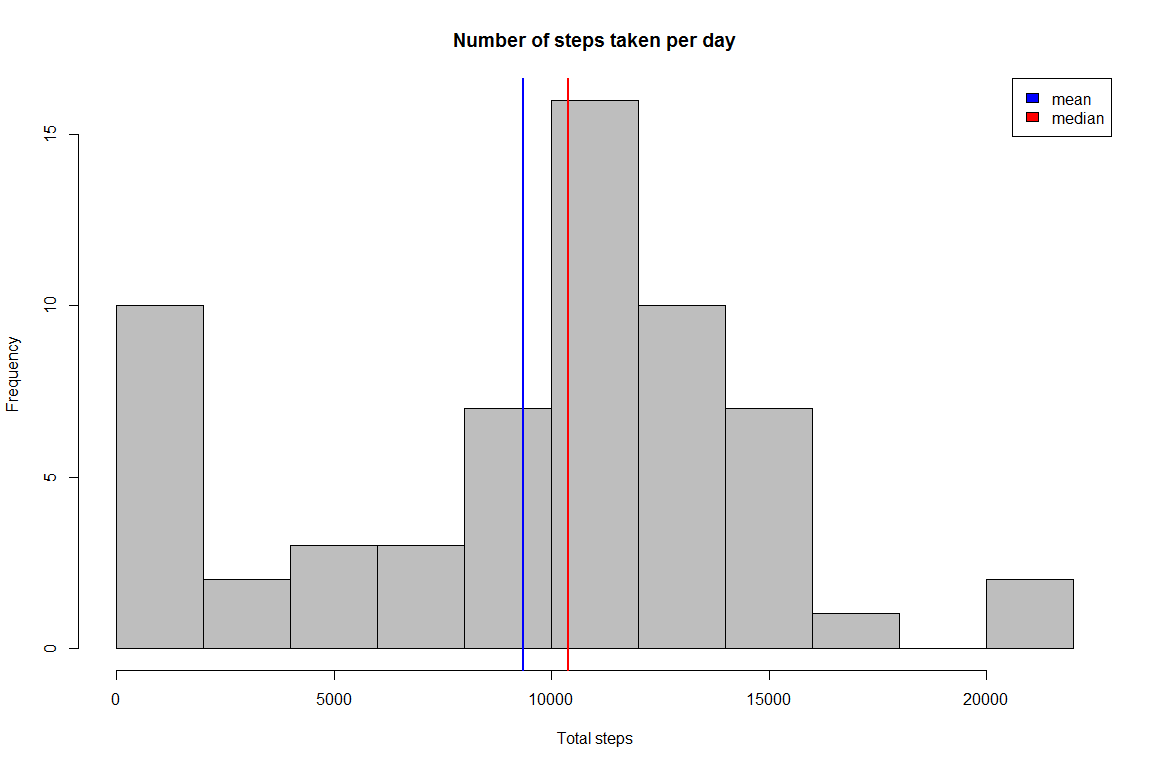 Number of steps taken per day
mean
median
Frequency
15
10
5
0
0 5000 10000 15000 20000
Total steps